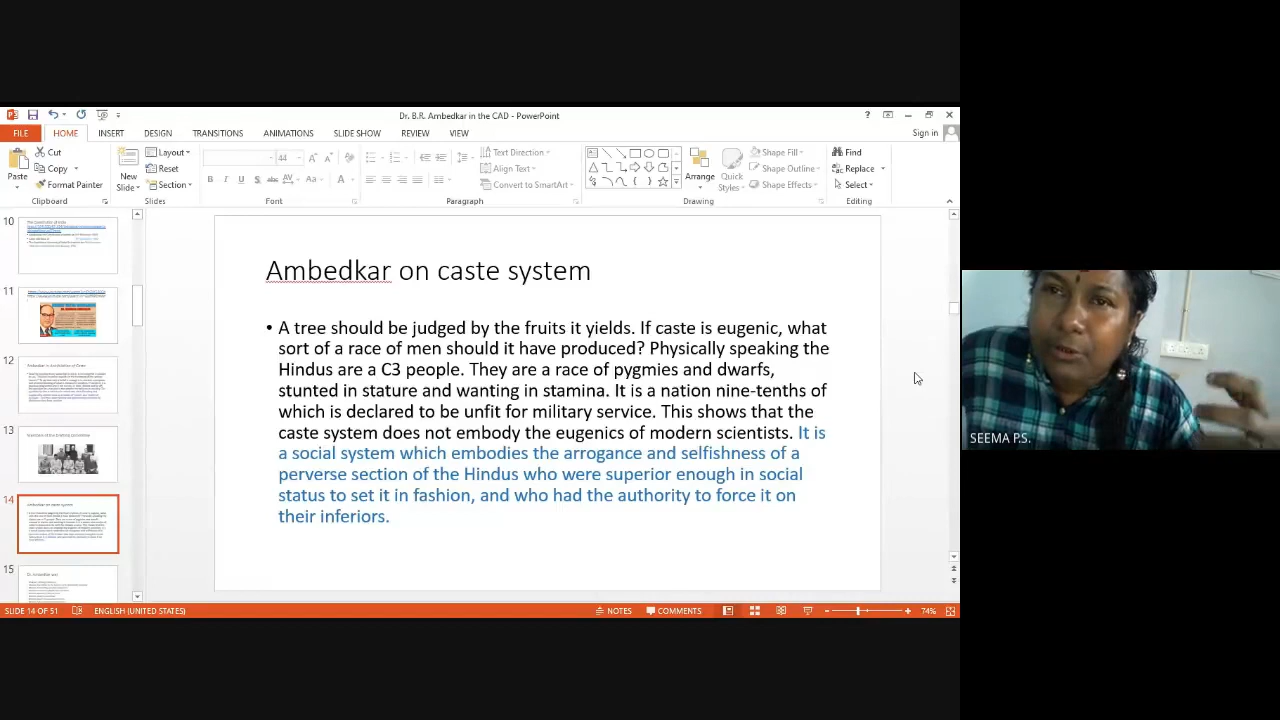 Dr. B.R. Ambedkar in the CAD - PowerPoint
FILE HOME INSERT DESIGN TRANSITIONS ANIMATIONS SLIDE SHOW REVIEW VIEW Sign in
Paste
Cut
Copy
Format Painter
Clipboard
New Slide
Layout
Reset
Section
Slides
44
Font
Text Direction
Align Text
Convert to SmartArt
Paragraph
Arrange
Quick Styles
Shape Fill
Shape Outline
Shape Effects
Drawing
Find
Replace
Select
Editing
10
11
12
13
14
15
Ambedkar on caste system
• A tree should be judged by the fruits it yields. If caste is eugenic, what
sort of a race of men should it have produced? Physically speaking the
Hindus are a C3 people. They are a race of pygmies and dwarfs,
stunted in stature and wanting in stamina. It is a nation nine-tenths of
which is declared to be unfit for military service. This shows that the
caste system does not embody the eugenics of modern scientists. It is
a social system which embodies the arrogance and selfishness of a
perverse section of the Hindus who were superior enough in social
status to set it in fashion, and who had the authority to force it on
their inferiors.
SEEMA P.S.
SLIDE 14 OF 51 ENGLISH (UNITED STATES) NOTES COMMENTS 74%